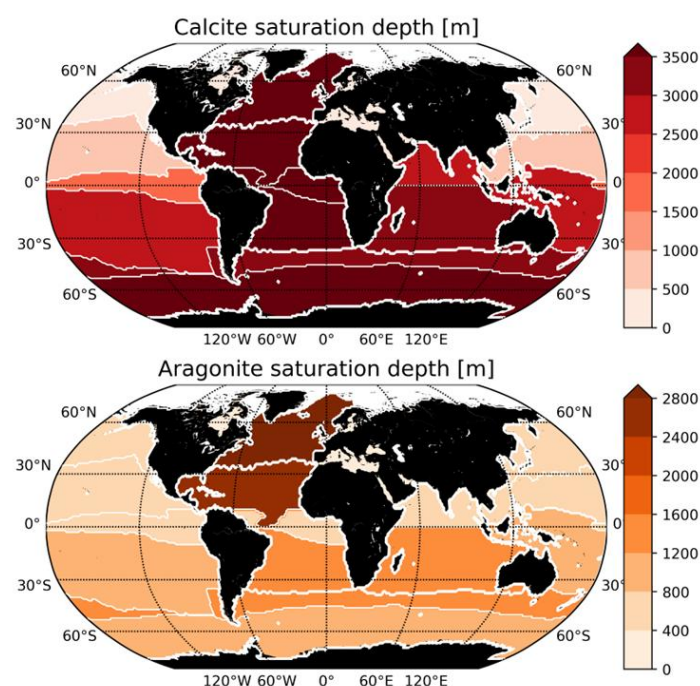 Calcite saturation depth [m]
60°N
60°N
3500
3000
30°N
30°N
2500
2000
0°
0
1500
1000
30°S
30°S
500
60°S
60°S
0
120°W 60°W 0° 60°E 120°E
Aragonite saturation depth [m]
60°N
60°N
2800
2400
30°N
30°N
2000
0°
0
1600
1200
30°S
30°S
800
400
60°S
60°S
0
120°W 60°W 0° 60°E 120°E